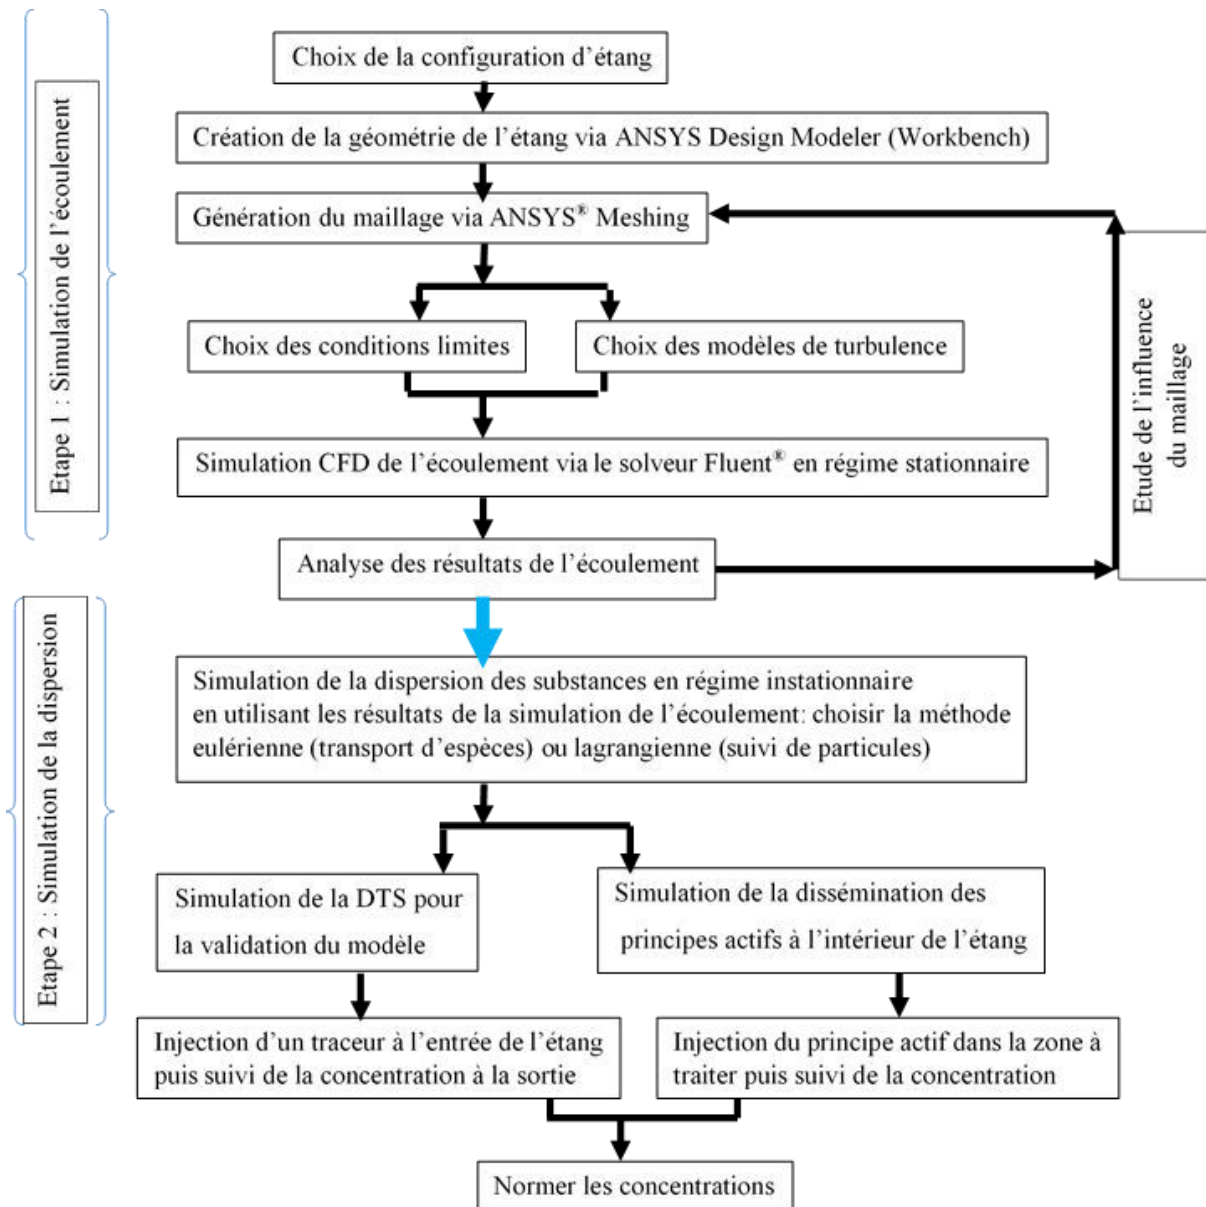 Choix de la configuration d’étang
Création de la géométrie de l’étang via ANSYS Design Modeler (Workbench)
Génération du maillage via ANSYS® Meshing
Choix des conditions limites
Choix des modèles de turbulence
Simulation CFD de l’écoulement via le solveur Fluent® en régime stationnaire
Analyse des résultats de l’écoulement
Etape 1 : Simulation de l’écoulement
Etude de l’influence
du maillage
Simulation de la dispersion des substances en régime instationnaire
en utilisant les résultats de la simulation de l’écoulement: choisir la méthode
eulérienne (transport d’espèces) ou lagrangienne (suivi de particules)
Etape 2 : Simulation de la dispersion
Simulation de la DTS pour
la validation du modèle
Simulation de la dissémination des
principes actifs à l’intérieur de l’étang
Injection d’un traceur à l’entrée de l’étang
puis suivi de la concentration à la sortie
Injection du principe actif dans la zone à
traiter puis suivi de la concentration
Normer les concentrations